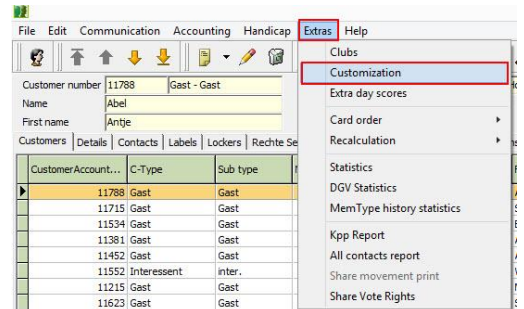 File Edit Communication Accounting Handicap Extras Help
Customer number 11788 Gast - Gast
Name Abel
First name Antje
Customers Details Contacts Labels Lockers Rechte Se
CustomerAccount... C-Type Sub type
11788 Gast Gast
11715 Gast Gast
11534 Gast Gast
11381 Gast Gast
11452 Gast Gast
11552 Interessent inter.
11215 Gast Gast
11623 Gast Gast
Clubs
Customization
Extra day scores
Card order
Recalculation
Statistics
DGV Statistics
MemType history statistics
Kpp Report
All contacts report
Share movement print
Share Vote Rights